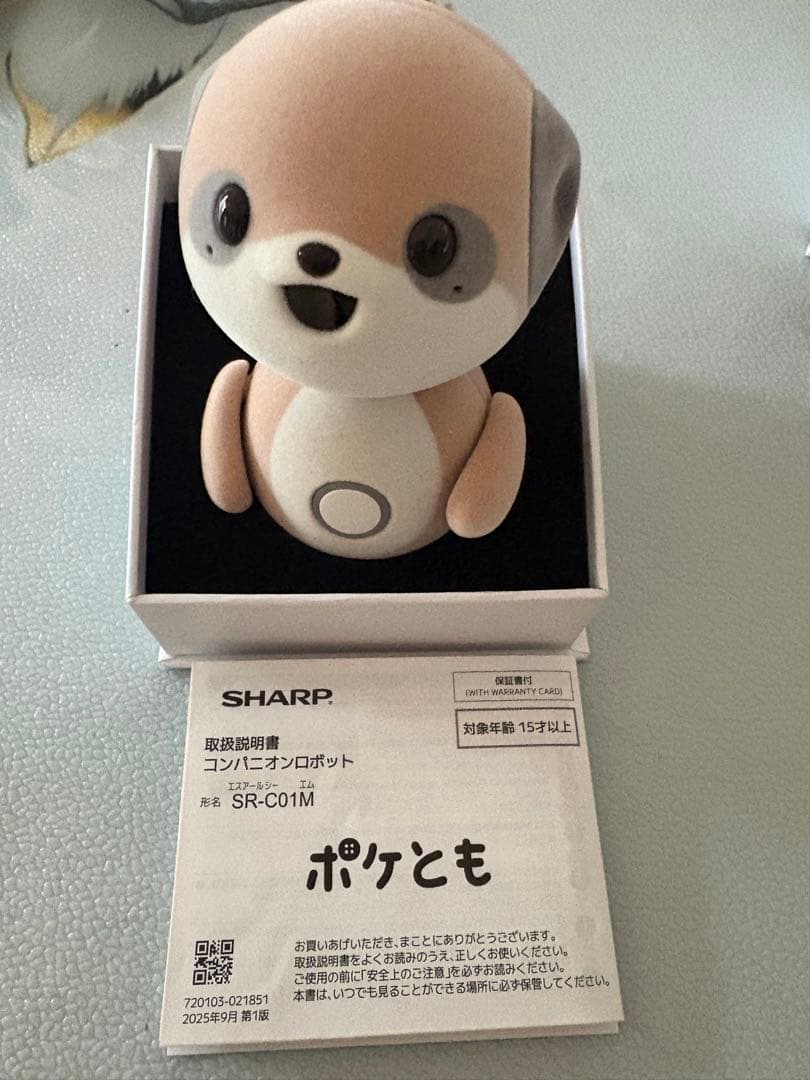 SHARP®
保証書付
(WITH WARRANTY CARD)
対象年齢 15才以上
取扱説明書
コンパニオンロボット
エスアールシー エム
形名 SR-C01M
ポケとも
お買いあげいただき、まことにありがとうございます。
取扱説明書をよくお読みのうえ、正しくお使いください。
ご使用の前に「安全上のご注意」を必ずお読みください。
本書は、いつでも見ることができる場所に必ず保管してください。
720103-021851
2025年9月 第1版